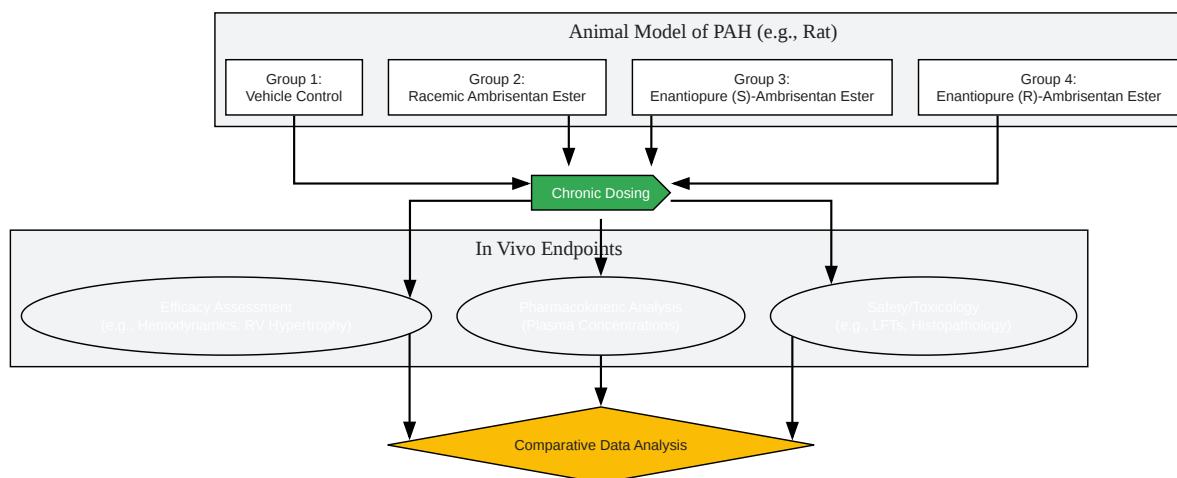 Animal Model of PAH (e.g., Rat)
Group 1:
Vehicle Control
Group 2:
Racemic Ambrisentan Ester
Group 3:
Enantiopure (S)-Ambrisentan Ester
Group 4:
Enantiopure (R)-Ambrisentan Ester
Chronic Dosing
In Vivo Endpoints
Efficacy Assessment
(e.g., Hemodynamics, RV Hypertrophy)
Pharmacokinetic Analysis
(Plasma Concentrations)
Safety/Toxicology
(e.g., LFTs, Histopathology)
Comparative Data Analysis